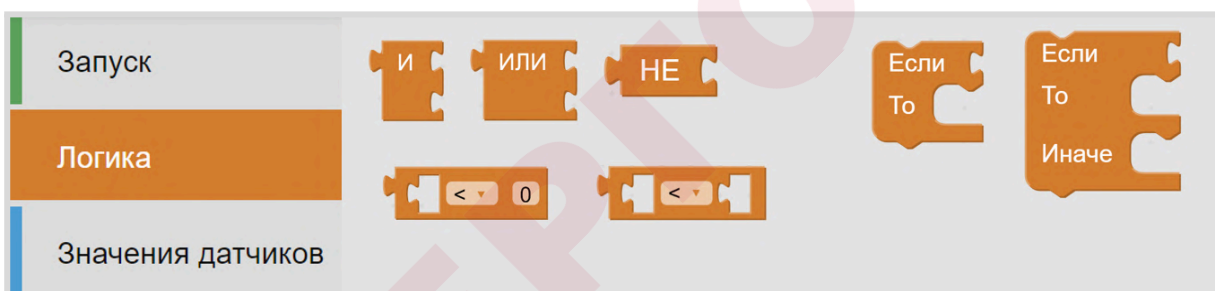 Запуск
Логика
Значения датчиков
И
ИЛИ
НЕ
< 0
<
Если
То
Если
То
Иначе